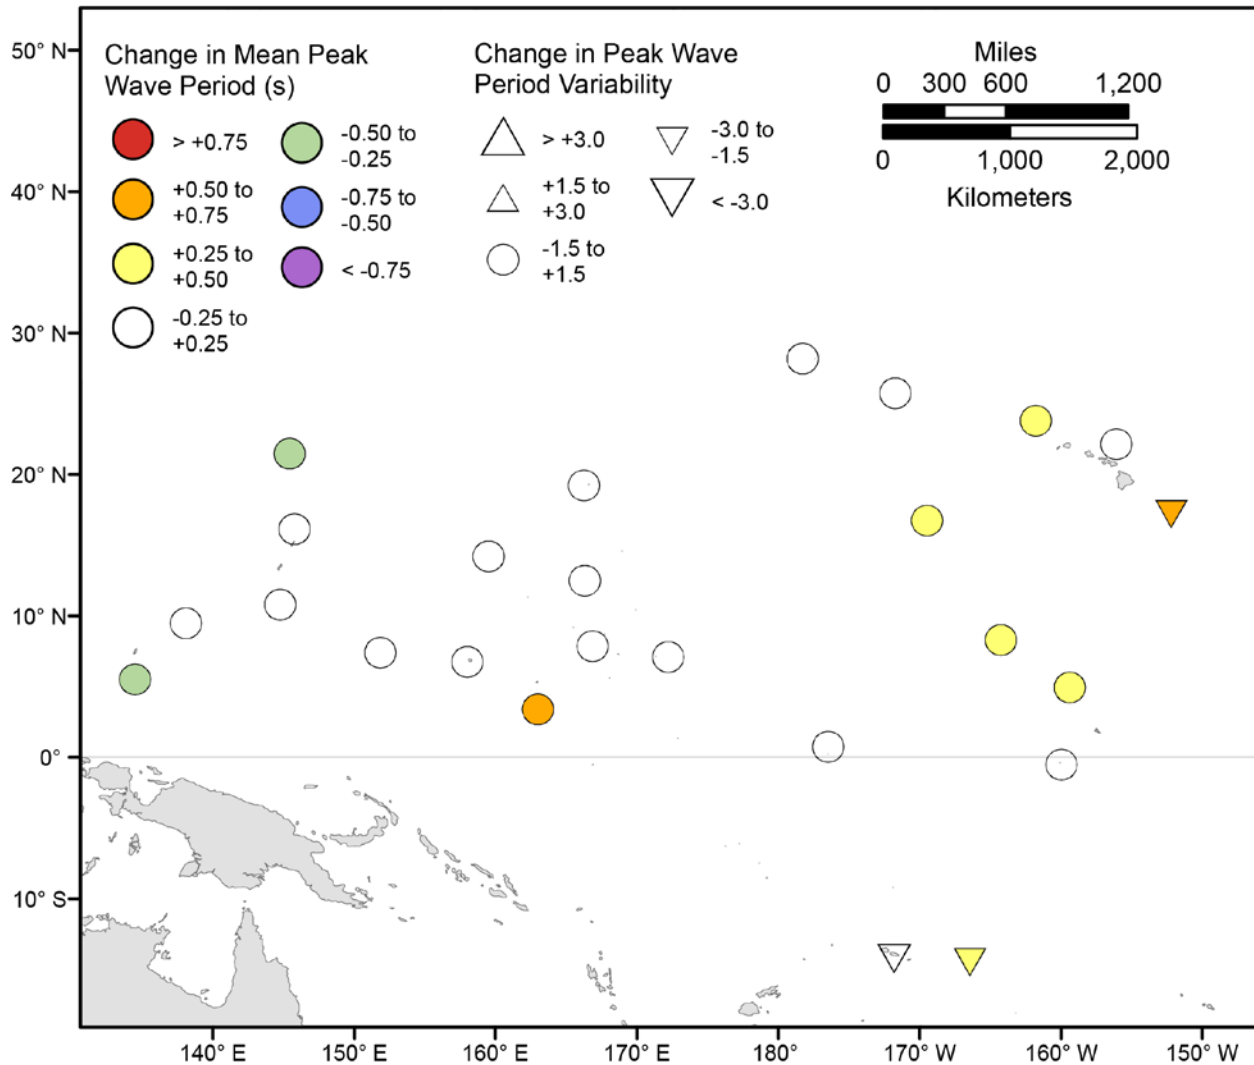 50° N
40° N
30° N
20° N
10° N
0°
10° S
Change in Mean Peak
Wave Period (s)
> +0.75
+0.50 to
+0.75
+0.25 to
+0.50
-0.25 to
+0.25
-0.50 to
-0.25
-0.75 to
-0.50
< -0.75
Change in Peak Wave
Period Variability
> +3.0
+1.5 to
+3.0
-1.5 to
+1.5
-3.0 to
-1.5
< -3.0
Miles
0 300 600 1,200
0 1,000 2,000
Kilometers
140° E 150° E 160° E 170° E 180° 170° W 160° W 150° W